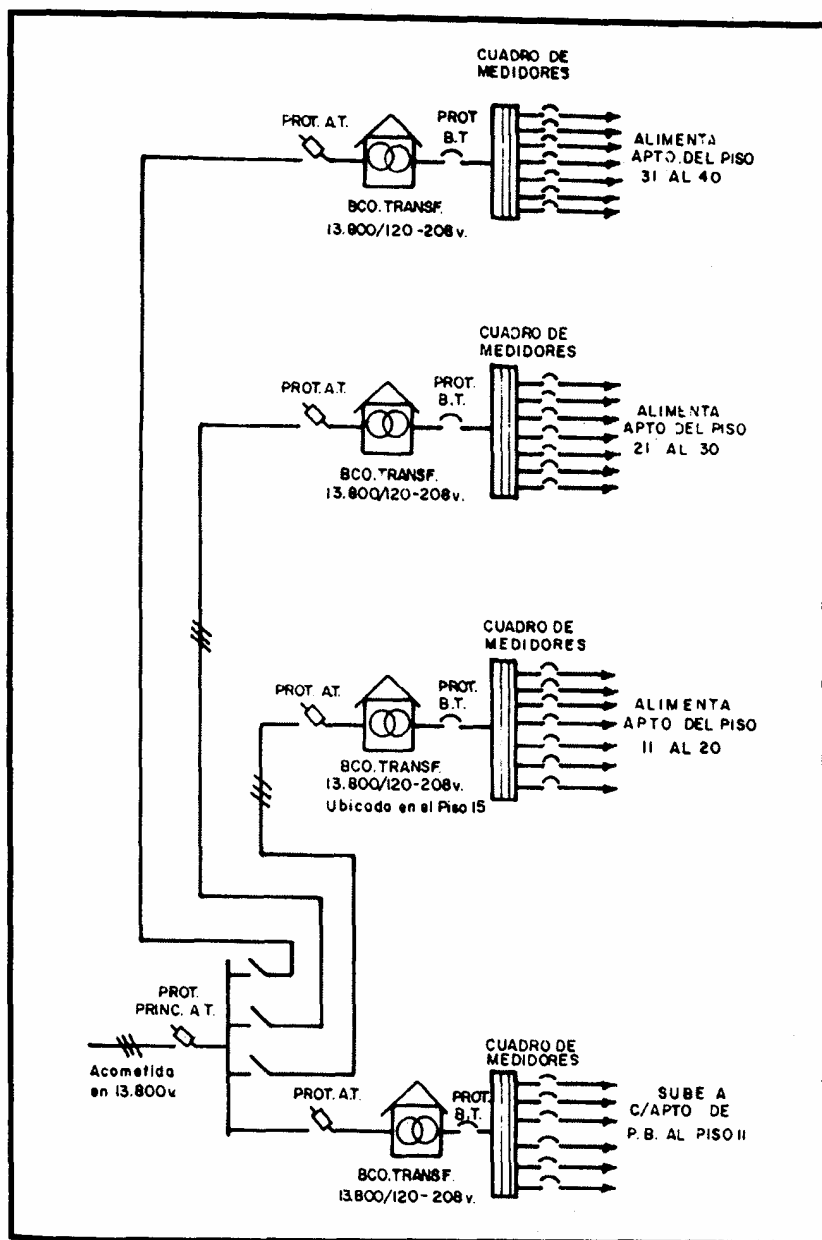 CUADRO DE
MEDIDORES
PROT. A.T.
PROT
B.T.
BCO. TRANSF.
13.800/120-208v.
ALIMENTA
APTO. DEL PISO
31 AL 40
CUADRO DE
MEDIDORES
PROT. A.T.
PROT.
B.T.
BCO. TRANSF.
13.800/120-208v.
ALIMENTA
APTO DEL PISO
21 AL 30
CUADRO DE
MEDIDORES
PROT. A.T.
PROT.
B.T.
BCO. TRANSF.
13.800/120-208v.
Ubicado en el Piso 15
ALIMENTA
APTO DEL PISO
11 AL 20
PROT.
PRINC. A T.
Acometida
en 13.800v.
CUADRO DE
MEDIDORES
PROT. A.T.
PROT.
B.T.
BCO. TRANSF.
13.800/120-208v.
SUBE A
C/APTO DE
P.B. AL PISO 11